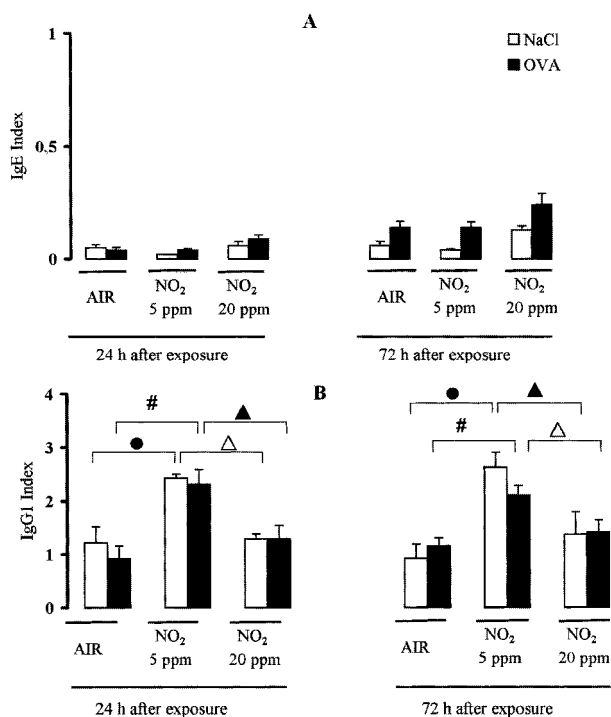 A
NaCl
OVA
IgE Index
1
0.5
0
AIR
NO2
5 ppm
NO2
20 ppm
24 h after exposure
AIR
NO2
5 ppm
NO2
20 ppm
72 h after exposure
B
IgG1 Index
4
3
2
1
0
#
AIR
NO2
5 ppm
NO2
20 ppm
24 h after exposure
#
AIR
NO2
5 ppm
NO2
20 ppm
72 h after exposure